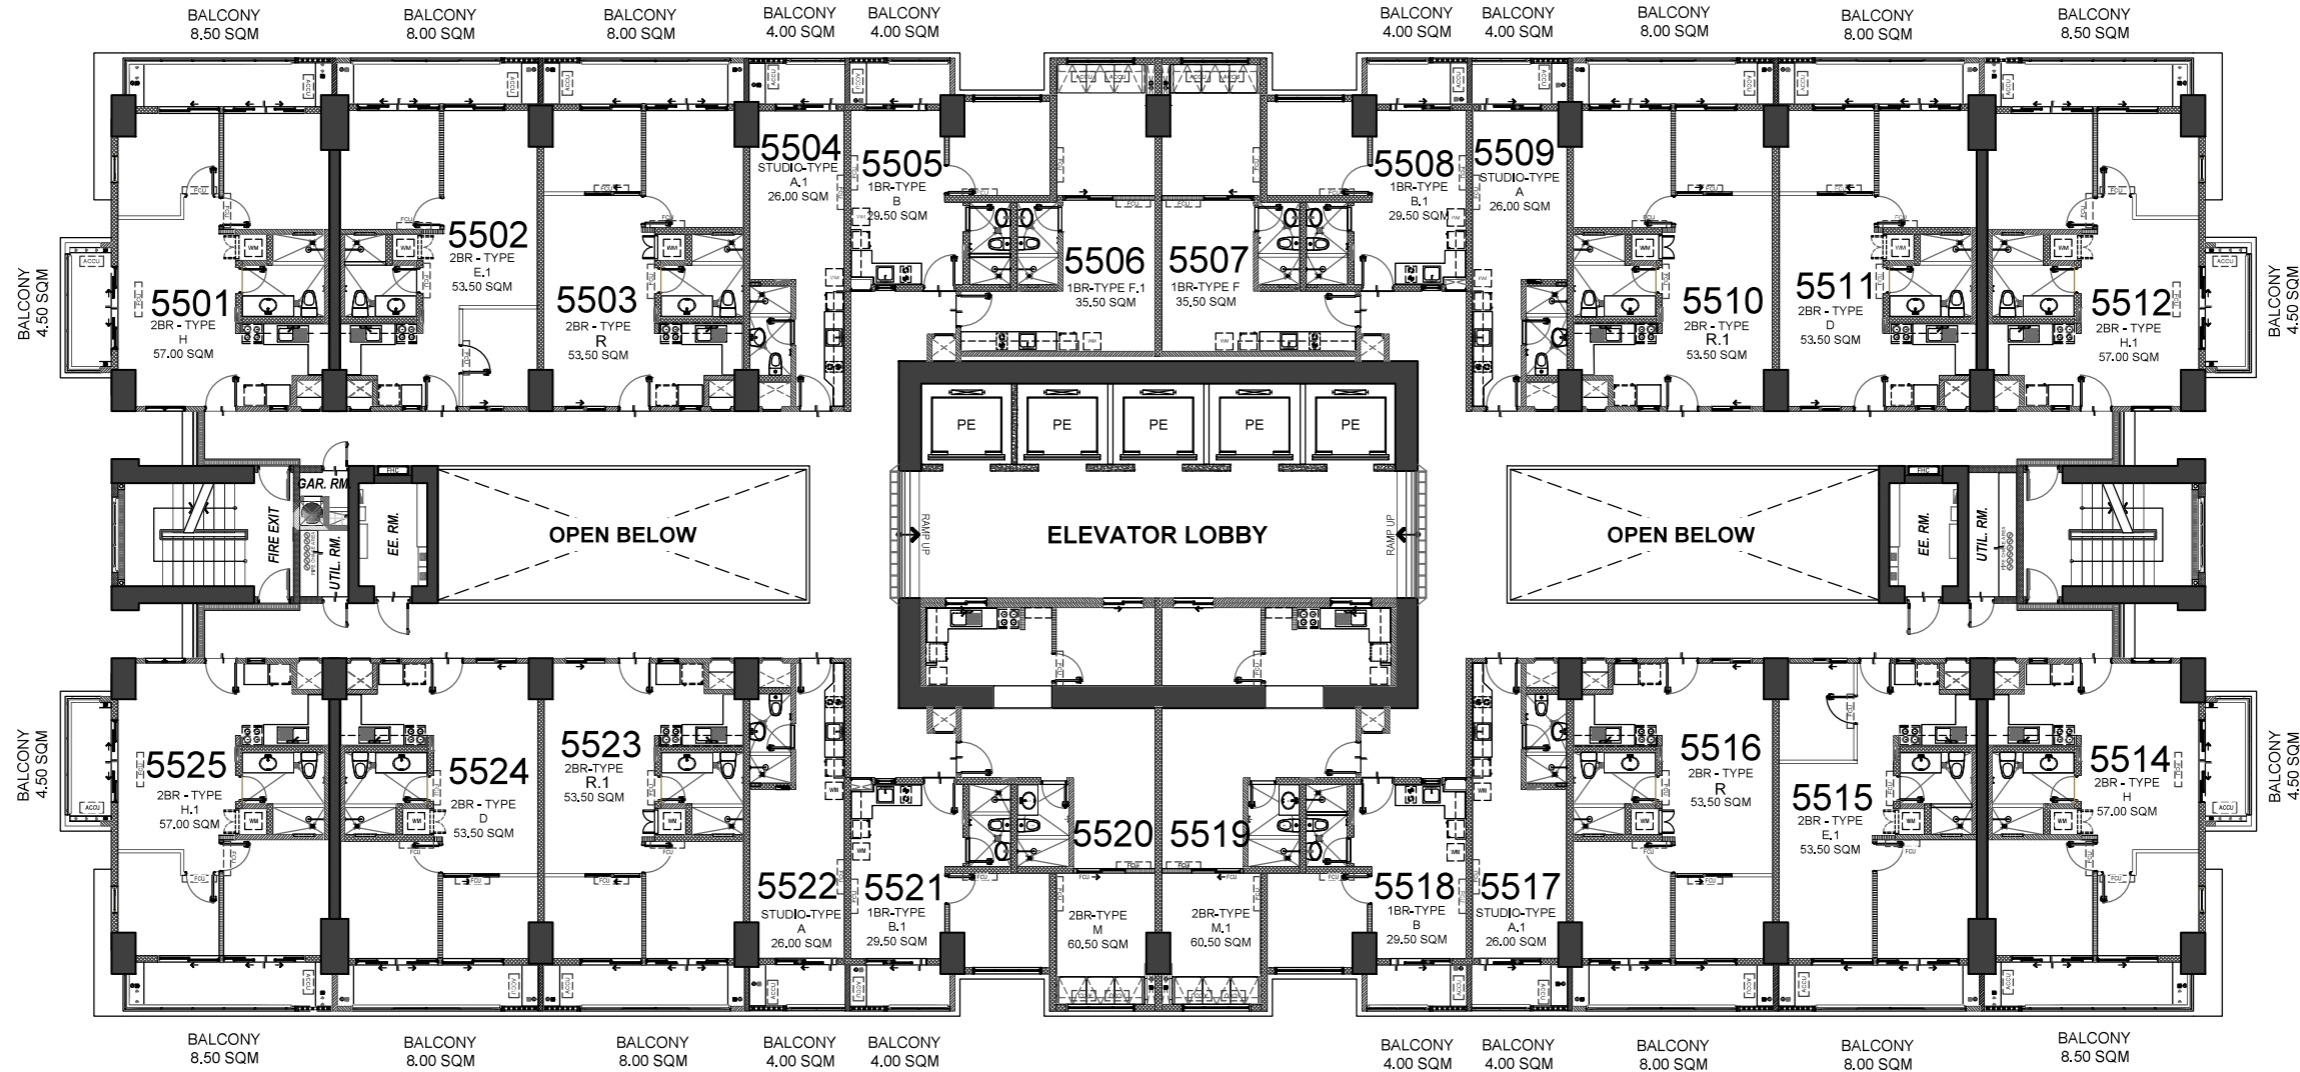 BALCONY
8.50 SQM
BALCONY
8.00 SQM
BALCONY
8.00 SQM
BALCONY
4.00 SQM
BALCONY
4.00 SQM
BALCONY
4.00 SQM
BALCONY
4.00 SQM
BALCONY
8.00 SQM
BALCONY
8.00 SQM
BALCONY
8.50 SQM
5501
2BR - TYPE
H
57.00 SQM
5502
2BR - TYPE
E.1
53.50 SQM
5503
2BR - TYPE
R
53.50 SQM
5504
STUDIO-TYPE
A.1
26.00 SQM
5505
1BR-TYPE
B
29.50 SQM
5506
1BR-TYPE F.1
35.50 SQM
5507
1BR-TYPE F
35.50 SQM
5508
1BR-TYPE
B.1
29.50 SQM
5509
STUDIO-TYPE
A
26.00 SQM
5510
2BR - TYPE
R.1
53.50 SQM
5511
2BR - TYPE
D
53.50 SQM
5512
2BR - TYPE
H.1
57.00 SQM
BALCONY
4.50 SQM
BALCONY
4.50 SQM
PE
PE
PE
PE
PE
FIRE EXIT
GAR. RM.
UTIL. RM.
FHC
EE. RM.
OPEN BELOW
RAMP UP
ELEVATOR LOBBY
RAMP UP
OPEN BELOW
FHC
EE. RM.
UTIL. RM.
BALCONY
4.50 SQM
BALCONY
4.50 SQM
5525
2BR - TYPE
H.1
57.00 SQM
5524
2BR - TYPE
D
53.50 SQM
5523
2BR-TYPE
R.1
53.50 SQM
5522
STUDIO-TYPE
A
26.00 SQM
5521
1BR-TYPE
B.1
29.50 SQM
5520
2BR-TYPE
M
60.50 SQM
5519
2BR-TYPE
M.1
60.50 SQM
5518
1BR-TYPE
B
29.50 SQM
5517
STUDIO-TYPE
A.1
26.00 SQM
5516
2BR - TYPE
R
53.50 SQM
5515
2BR - TYPE
E.1
53.50 SQM
5514
2BR - TYPE
H
57.00 SQM
BALCONY
8.50 SQM
BALCONY
8.00 SQM
BALCONY
8.00 SQM
BALCONY
4.00 SQM
BALCONY
4.00 SQM
BALCONY
4.00 SQM
BALCONY
4.00 SQM
BALCONY
8.00 SQM
BALCONY
8.00 SQM
BALCONY
8.50 SQM